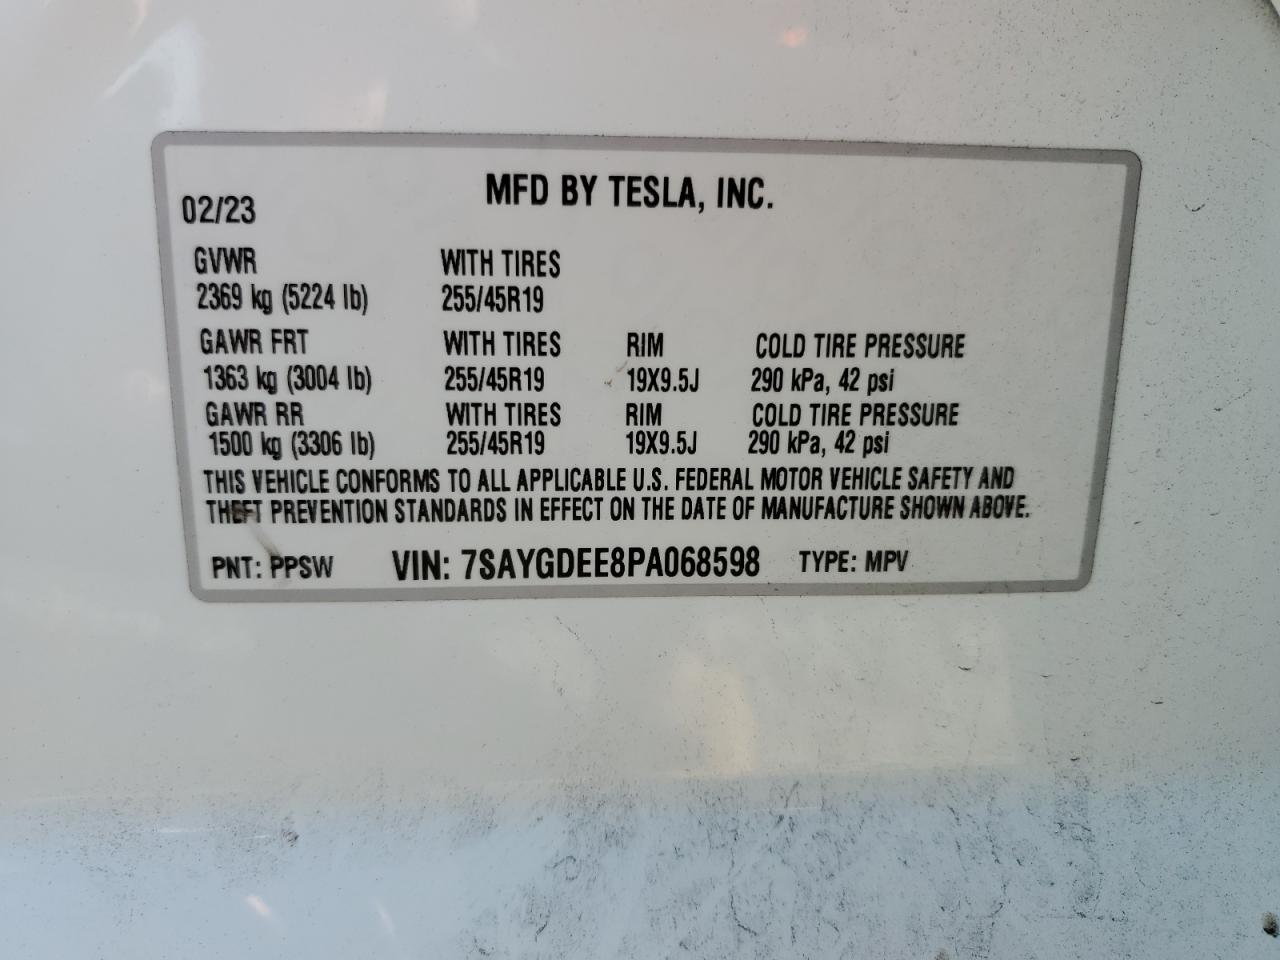 MFD BY TESLA, INC.
02/23
GVWR WITH TIRES
2369 kg (5224 lb) 255/45R19
GAWR FRT WITH TIRES RIM COLD TIRE PRESSURE
1363 kg (3004 lb) 255/45R19 19X9.5J 290 kPa, 42 psi
GAWR RR WITH TIRES RIM COLD TIRE PRESSURE
1500 kg (3306 lb) 255/45R19 19X9.5J 290 kPa, 42 psi
THIS VEHICLE CONFORMS TO ALL APPLICABLE U.S. FEDERAL MOTOR VEHICLE SAFETY AND
THEFT PREVENTION STANDARDS IN EFFECT ON THE DATE OF MANUFACTURE SHOWN ABOVE.
PNT: PPSW VIN: 7SAYGDEE8PA068598 TYPE: MPV